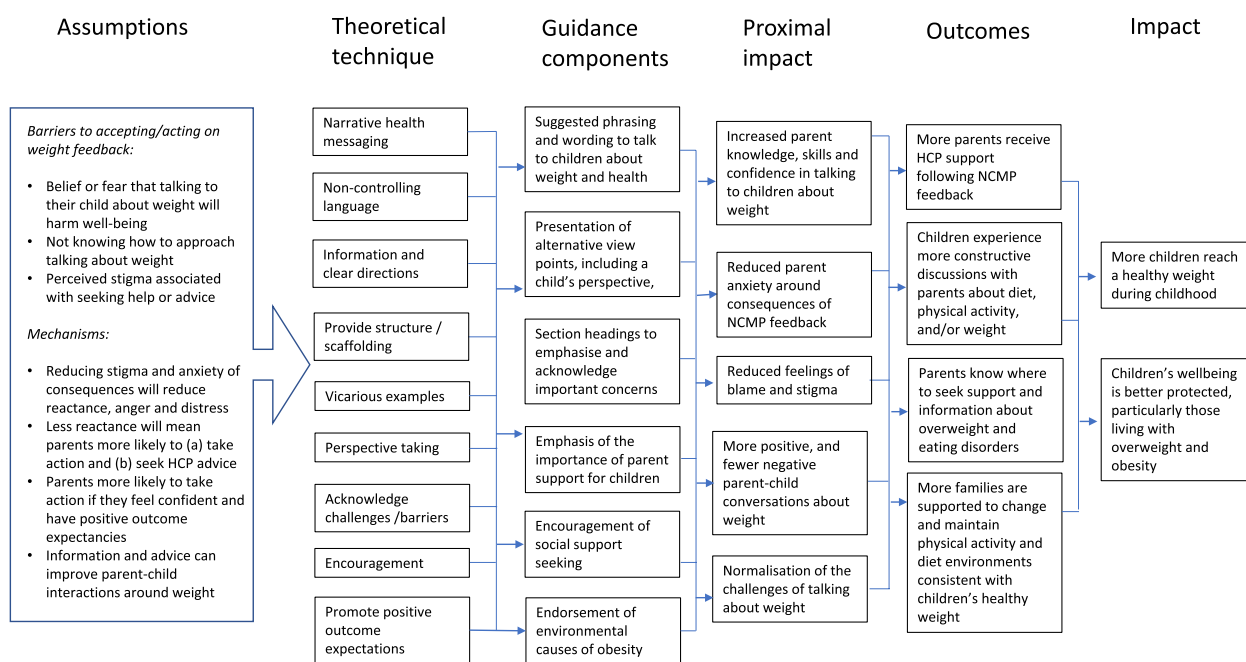 Assumptions
Theoretical
technique
Guidance
components
Proximal
impact
Outcomes
Impact
Barriers to accepting/acting on
weight feedback:
• Belief or fear that talking to
their child about weight will
harm well-being
• Not knowing how to approach
talking about weight
• Perceived stigma associated
with seeking help or advice
Mechanisms:
• Reducing stigma and anxiety of
consequences will reduce
reactance, anger and distress
• Less reactance will mean
parents more likely to (a) take
action and (b) seek HCP advice
• Parents more likely to take
action if they feel confident and
have positive outcome
expectancies
• Information and advice can
improve parent-child
interactions around weight
Narrative health
messaging
Non-controlling
language
Information and
clear directions
Provide structure /
scaffolding
Vicarious examples
Perspective taking
Acknowledge
challenges /barriers
Encouragement
Promote positive
outcome
expectations
Suggested phrasing
and wording to talk
to children about
weight and health
Presentation of
alternative view
points, including a
child's perspective,
Section headings to
emphasise and
acknowledge
important concerns
Emphasis of the
importance of parent
support for children
Encouragement of
social support
seeking
Endorsement of
environmental
causes of obesity
Increased parent
knowledge, skills and
confidence in talking
to children about
weight
Reduced parent
anxiety around
consequences of
NCMP feedback
Reduced feelings of
blame and stigma
More positive, and
fewer negative
parent-child
conversations about
weight
Normalisation of the
challenges of talking
about weight
More parents receive
HCP support
following NCMP
feedback
Children experience
more constructive
discussions with
parents about diet,
physical activity,
and/or weight
Parents know where
to seek support and
information about
overweight and
eating disorders
More families are
supported to change
and maintain
physical activity and
diet environments
consistent with
children's healthy
weight
More children reach
a healthy weight
during childhood
Children's wellbeing
is better protected,
particularly those
living with
overweight and
obesity